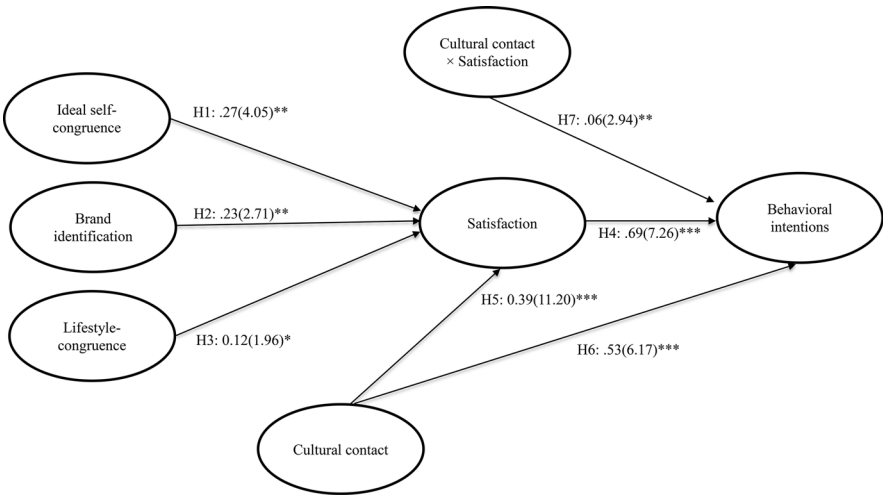 Cultural contact
× Satisfaction
Ideal self-
congruence
H1: .27(4.05)**
H7: .06(2.94)**
Brand
identification
H2: .23(2.71)**
Satisfaction
H4: .69(7.26)***
Behavioral
intentions
Lifestyle-
congruence
H3: 0.12(1.96)*
H5: 0.39(11.20)***
H6: .53(6.17)***
Cultural contact